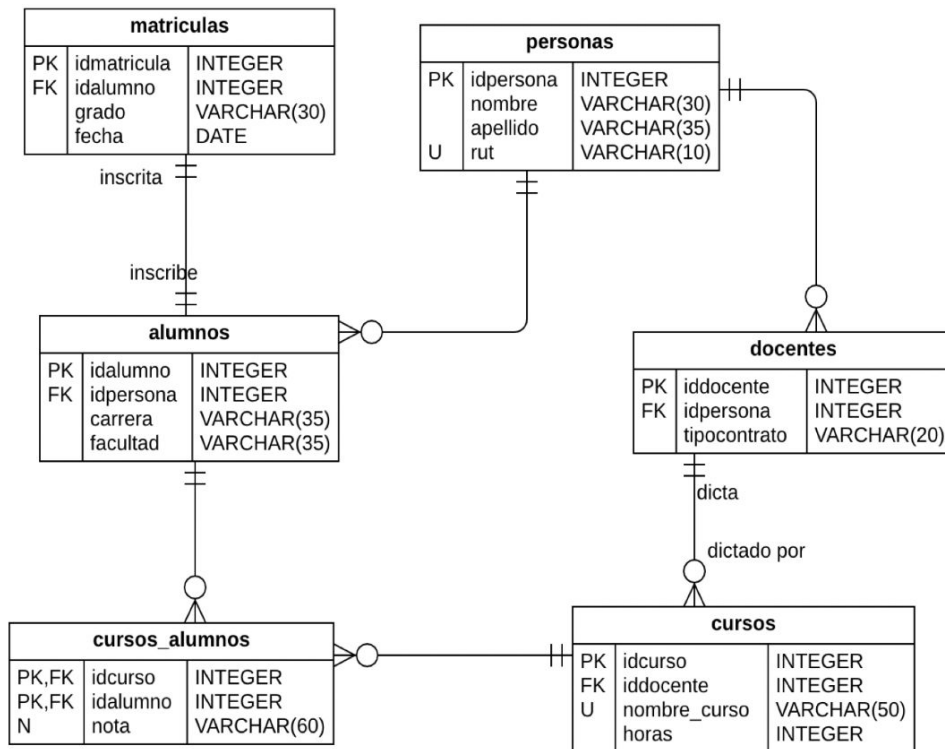 matriculas
PK idmatricula INTEGER
FK idalumno INTEGER
grado VARCHAR(30)
fecha DATE
inscrita
inscribe
personas
PK idpersona INTEGER
nombre VARCHAR(30)
apellido VARCHAR(35)
U rut VARCHAR(10)
alumnos
PK idalumno INTEGER
FK idpersona INTEGER
carrera VARCHAR(35)
facultad VARCHAR(35)
docentes
PK iddocente INTEGER
FK idpersona INTEGER
tipocontrato VARCHAR(20)
dicta
dictado por
cursos_alumnos
PK,FK idcurso INTEGER
PK,FK idalumno INTEGER
N nota VARCHAR(60)
cursos
PK idcurso INTEGER
FK iddocente INTEGER
U nombre_curso VARCHAR(50)
horas INTEGER